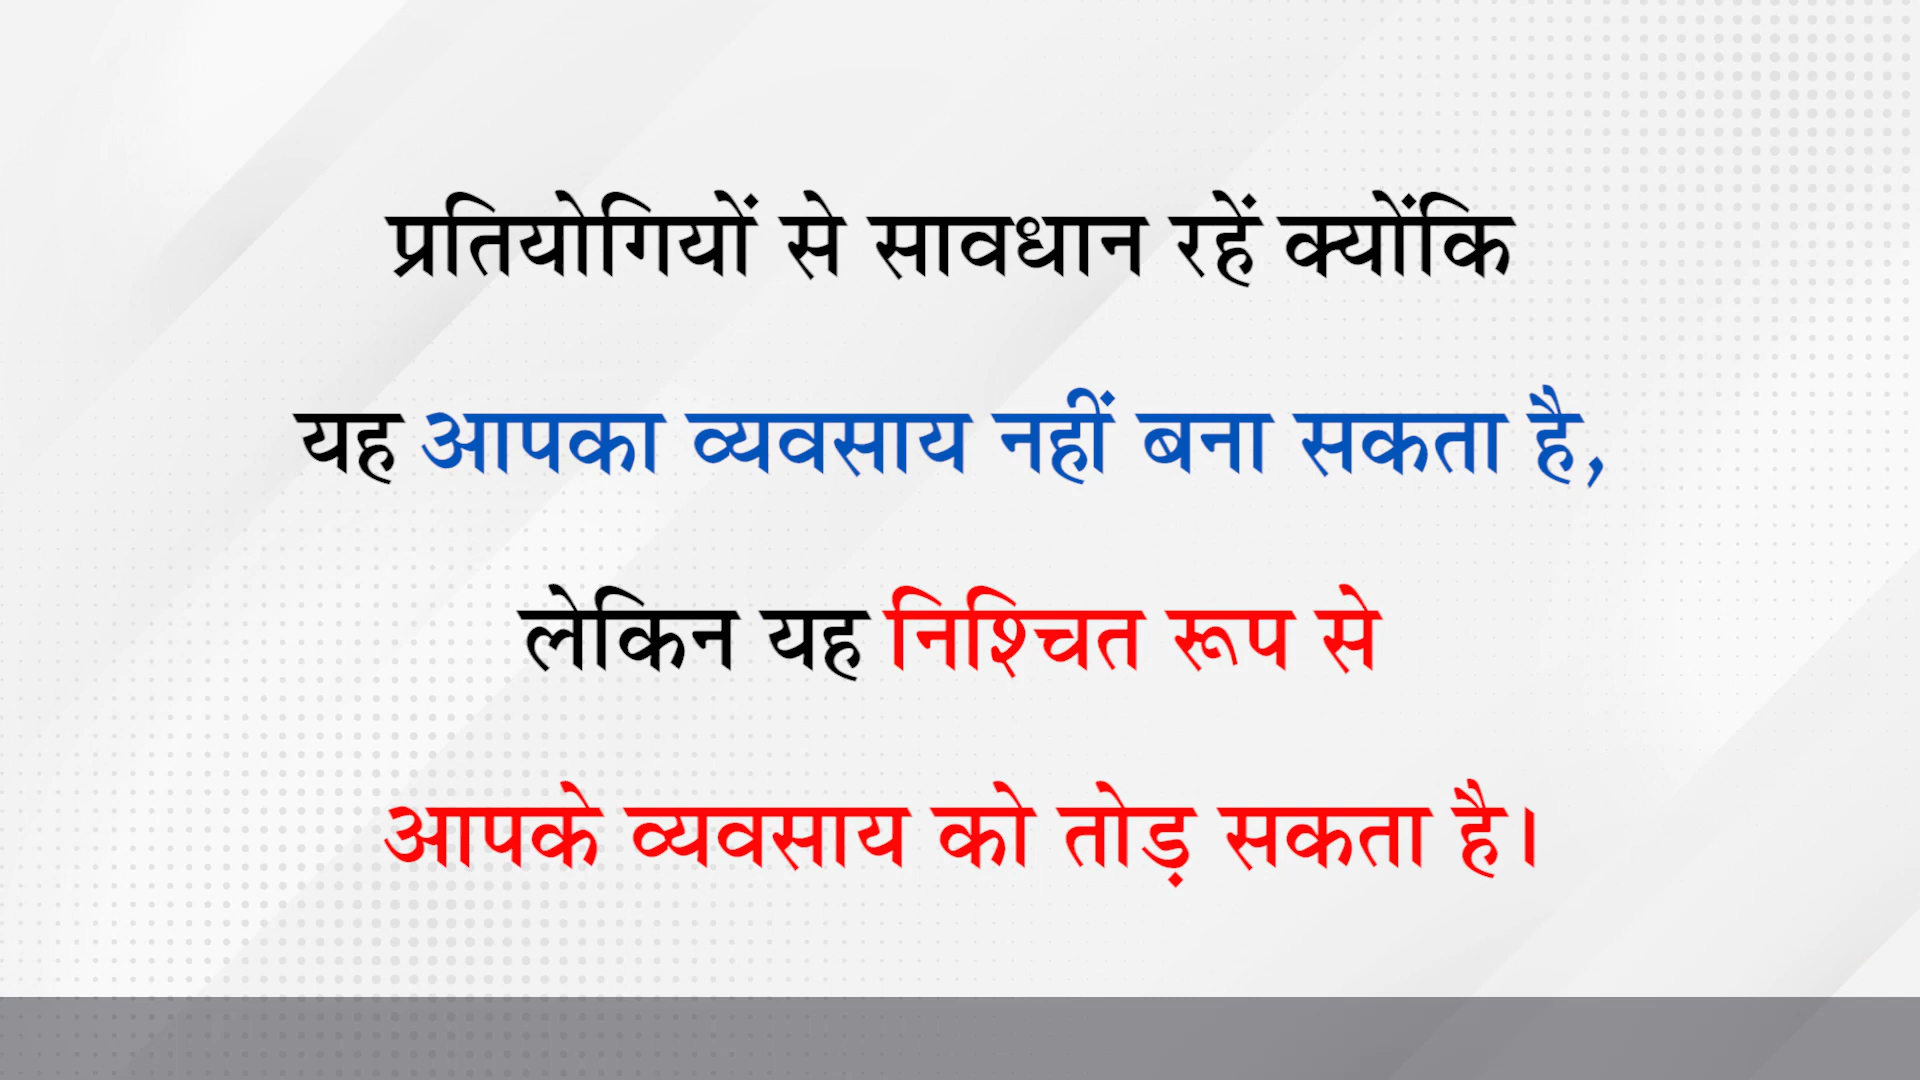 प्रतियोगियों से सावधान रहें क्योंकि
यह आपका व्यवसाय नहीं बना सकता है,
लेकिन यह निश्चित रूप से
आपके व्यवसाय को तोड़ सकता है।